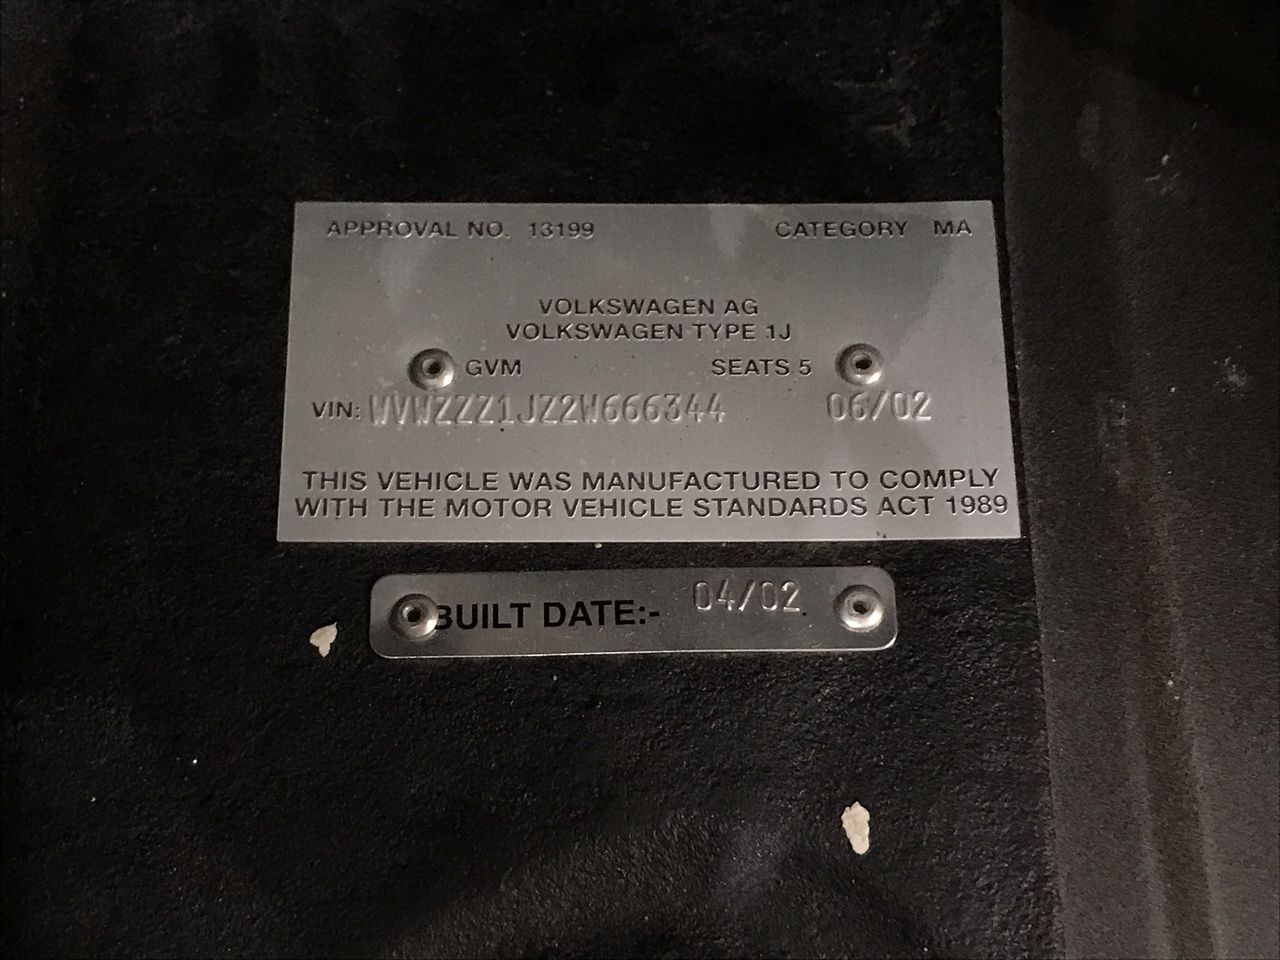 APPROVAL NO. 13199 CATEGORY MA
VOLKSWAGEN AG
VOLKSWAGEN TYPE 1J
GVM SEATS 5
VIN: WVWZZZ1JZ2W666344 06/02
THIS VEHICLE WAS MANUFACTURED TO COMPLY
WITH THE MOTOR VEHICLE STANDARDS ACT 1989
BUILT DATE:- 04/02